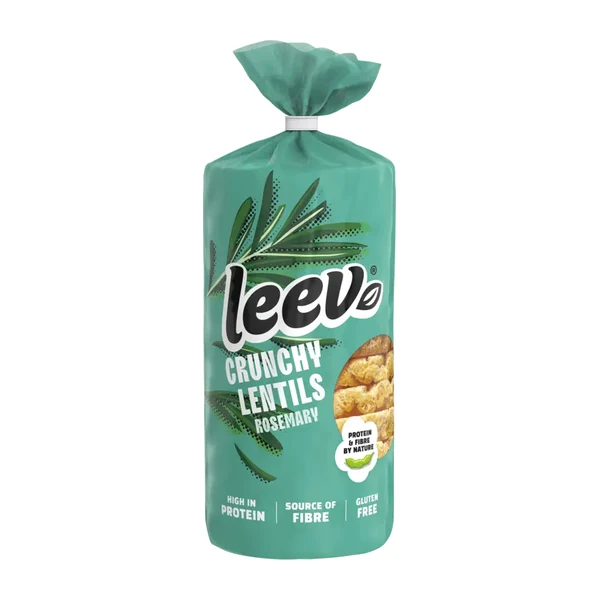 leev®
CRUNCHY
LENTILS
ROSEMARY
PROTEIN
& FIBRE
BY NATURE
HIGH IN
PROTEIN
SOURCE OF
FIBRE
GLUTEN
FREE